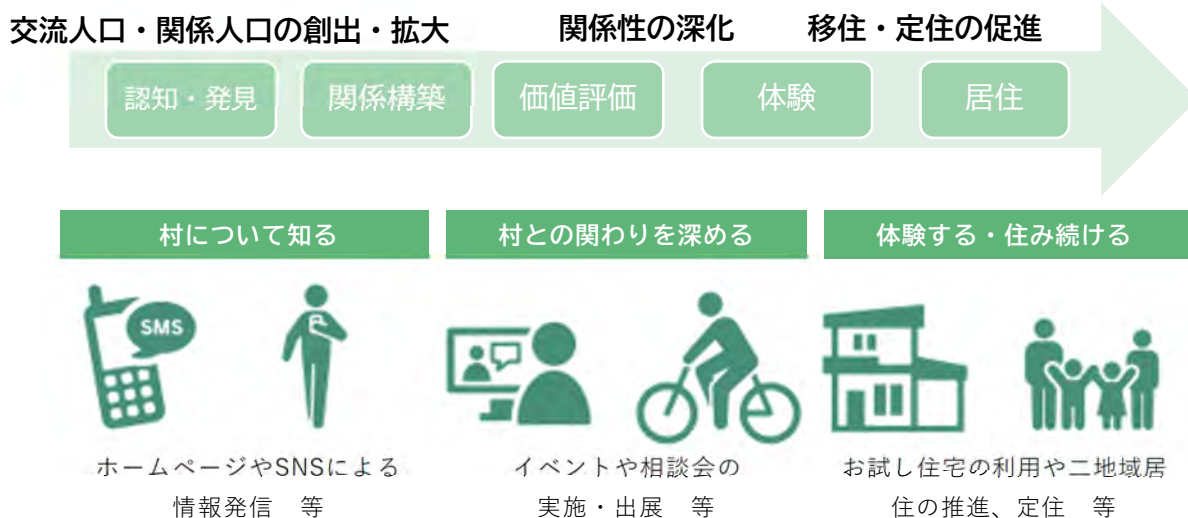 交流人口・関係人口の創出・拡大 関係性の深化 移住・定住の促進
認知・発見 関係構築 価値評価 体験 居住
村について知る 村との関わりを深める 体験する・住み続ける
SMS
ホームページやSNSによる
情報発信　等
イベントや相談会の
実施・出展　等
お試し住宅の利用や二地域居
住の推進、定住　等